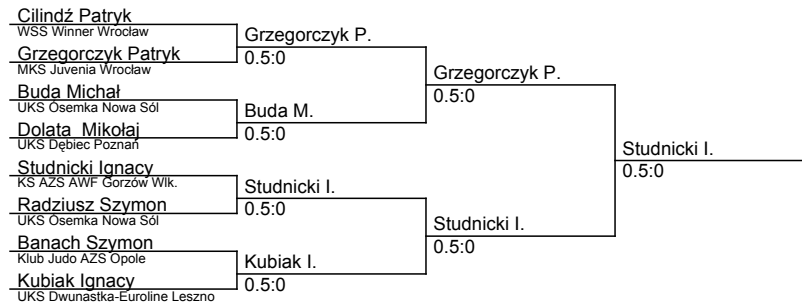 Cilindź Patryk
WSS Winner Wrocław
Grzegorczyk Patryk
MKS Juvenia Wrocław
Buda Michał
UKS Ósemka Nowa Sól
Dolata  Mikołaj
UKS Dębiec Poznań
Studnicki Ignacy
KS AZS AWF Gorzów Wlk.
Radziusz Szymon
UKS Ósemka Nowa Sól
Banach Szymon
Klub Judo AZS Opole
Kubiak Ignacy
UKS Dwunastka-Euroline Leszno
Grzegorczyk P.
0.5:0
Buda M.
0.5:0
Studnicki I.
0.5:0
Kubiak I.
0.5:0
Grzegorczyk P.
0.5:0
Studnicki I.
0.5:0
Studnicki I.
0.5:0